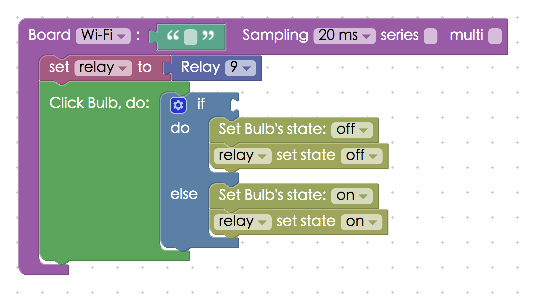 Board Wi-Fi : “ ” Sampling 20 ms series multi
set relay to Relay 9
Click Bulb, do: if
do Set Bulb's state: off
relay set state off
else Set Bulb's state: on
relay set state on